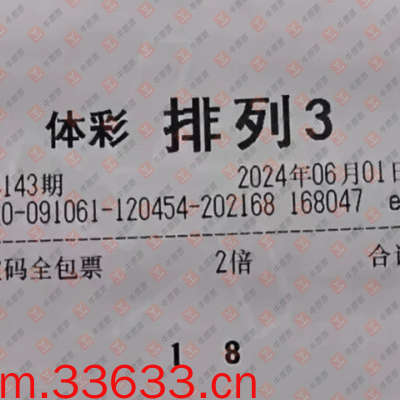 体彩 排列3
143期 2024年06月01日
0-091061-120454-202168 168047 e
码全包票 2倍 合
1 8
m.33633.cn